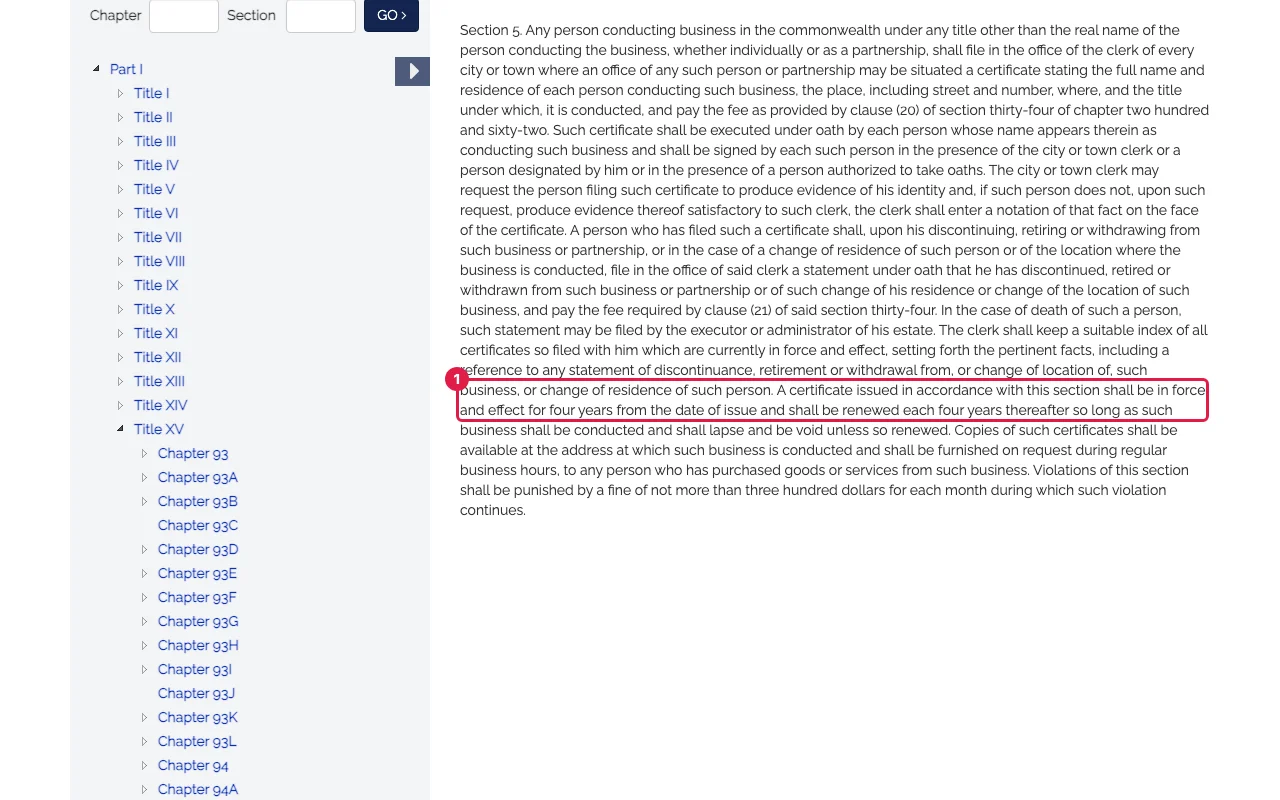 Chapter
Section
GO ›
Part I
Title I
Title II
Title III
Title IV
Title V
Title VI
Title VII
Title VIII
Title IX
Title X
Title XI
Title XII
Title XIII
Title XIV
Title XV
Chapter 93
Chapter 93A
Chapter 93B
Chapter 93C
Chapter 93D
Chapter 93E
Chapter 93F
Chapter 93G
Chapter 93H
Chapter 93I
Chapter 93J
Chapter 93K
Chapter 93L
Chapter 94
Chapter 94A
Section 5. Any person conducting business in the commonwealth under any title other than the real name of the
person conducting the business, whether individually or as a partnership, shall file in the office of the clerk of every
city or town where an office of any such person or partnership may be situated a certificate stating the full name and
residence of each person conducting such business, the place, including street and number, where, and the title
under which, it is conducted, and pay the fee as provided by clause (20) of section thirty-four of chapter two hundred
and sixty-two. Such certificate shall be executed under oath by each person whose name appears therein as
conducting such business and shall be signed by each such person in the presence of the city or town clerk or a
person designated by him or in the presence of a person authorized to take oaths. The city or town clerk may
request the person filing such certificate to produce evidence of his identity and, if such person does not, upon such
request, produce evidence thereof satisfactory to such clerk, the clerk shall enter a notation of that fact on the face
of the certificate. A person who has filed such a certificate shall, upon his discontinuing, retiring or withdrawing from
such business or partnership, or in the case of a change of residence of such person or of the location where the
business is conducted, file in the office of said clerk a statement under oath that he has discontinued, retired or
withdrawn from such business or partnership or of such change of his residence or change of the location of such
business, and pay the fee required by clause (21) of said section thirty-four. In the case of death of such a person,
such statement may be filed by the executor or administrator of his estate. The clerk shall keep a suitable index of all
certificates so filed with him which are currently in force and effect, setting forth the pertinent facts, including a
reference to any statement of discontinuance, retirement or withdrawal from, or change of location of, such
1
business, or change of residence of such person. A certificate issued in accordance with this section shall be in force
and effect for four years from the date of issue and shall be renewed each four years thereafter so long as such
business shall be conducted and shall lapse and be void unless so renewed. Copies of such certificates shall be
available at the address at which such business is conducted and shall be furnished on request during regular
business hours, to any person who has purchased goods or services from such business. Violations of this section
shall be punished by a fine of not more than three hundred dollars for each month during which such violation
continues.